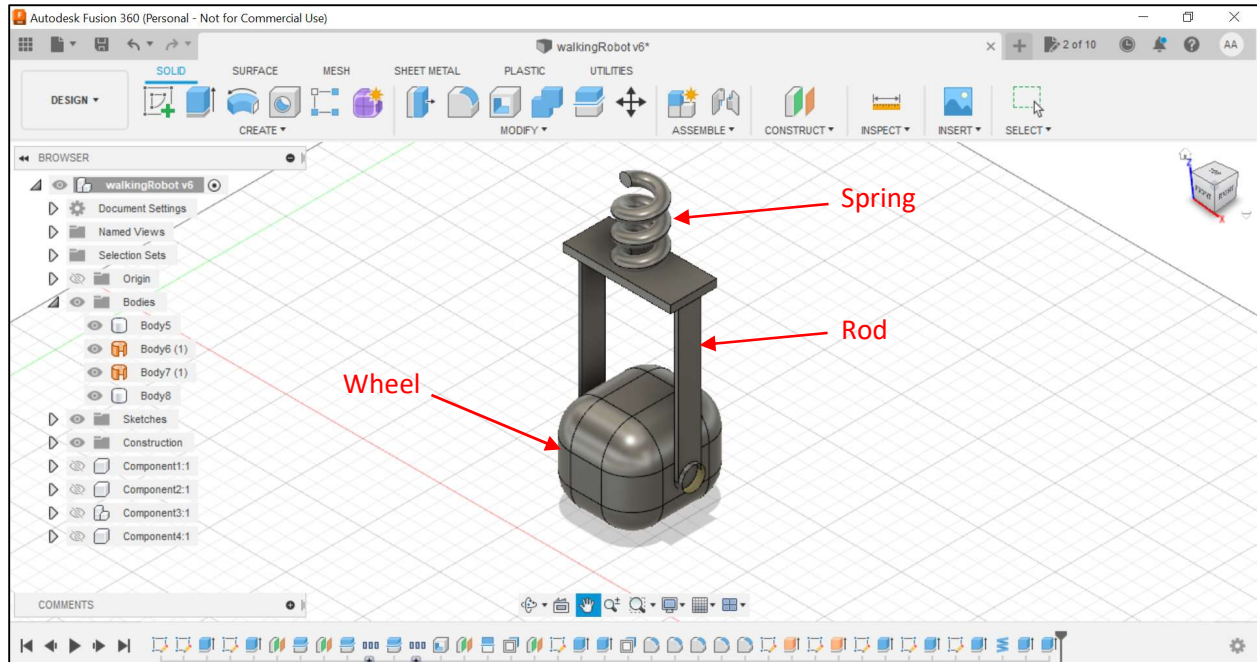 Autodesk Fusion 360 (Personal - Not for Commercial Use)
walkingRobot v6*
2 of 10
AA
SOLID SURFACE MESH SHEET METAL PLASTIC UTILITIES
DESIGN
CREATE MODIFY ASSEMBLE CONSTRUCT INSPECT INSERT SELECT
BROWSER
walkingRobot v6
Document Settings
Named Views
Selection Sets
Origin
Bodies
Body5
Body6 (1)
Body7 (1)
Body8
Sketches
Construction
Component1:1
Component2:1
Component3:1
Component4:1
Spring
Rod
Wheel
Z
TOP
FRONT
RIGHT
X
COMMENTS